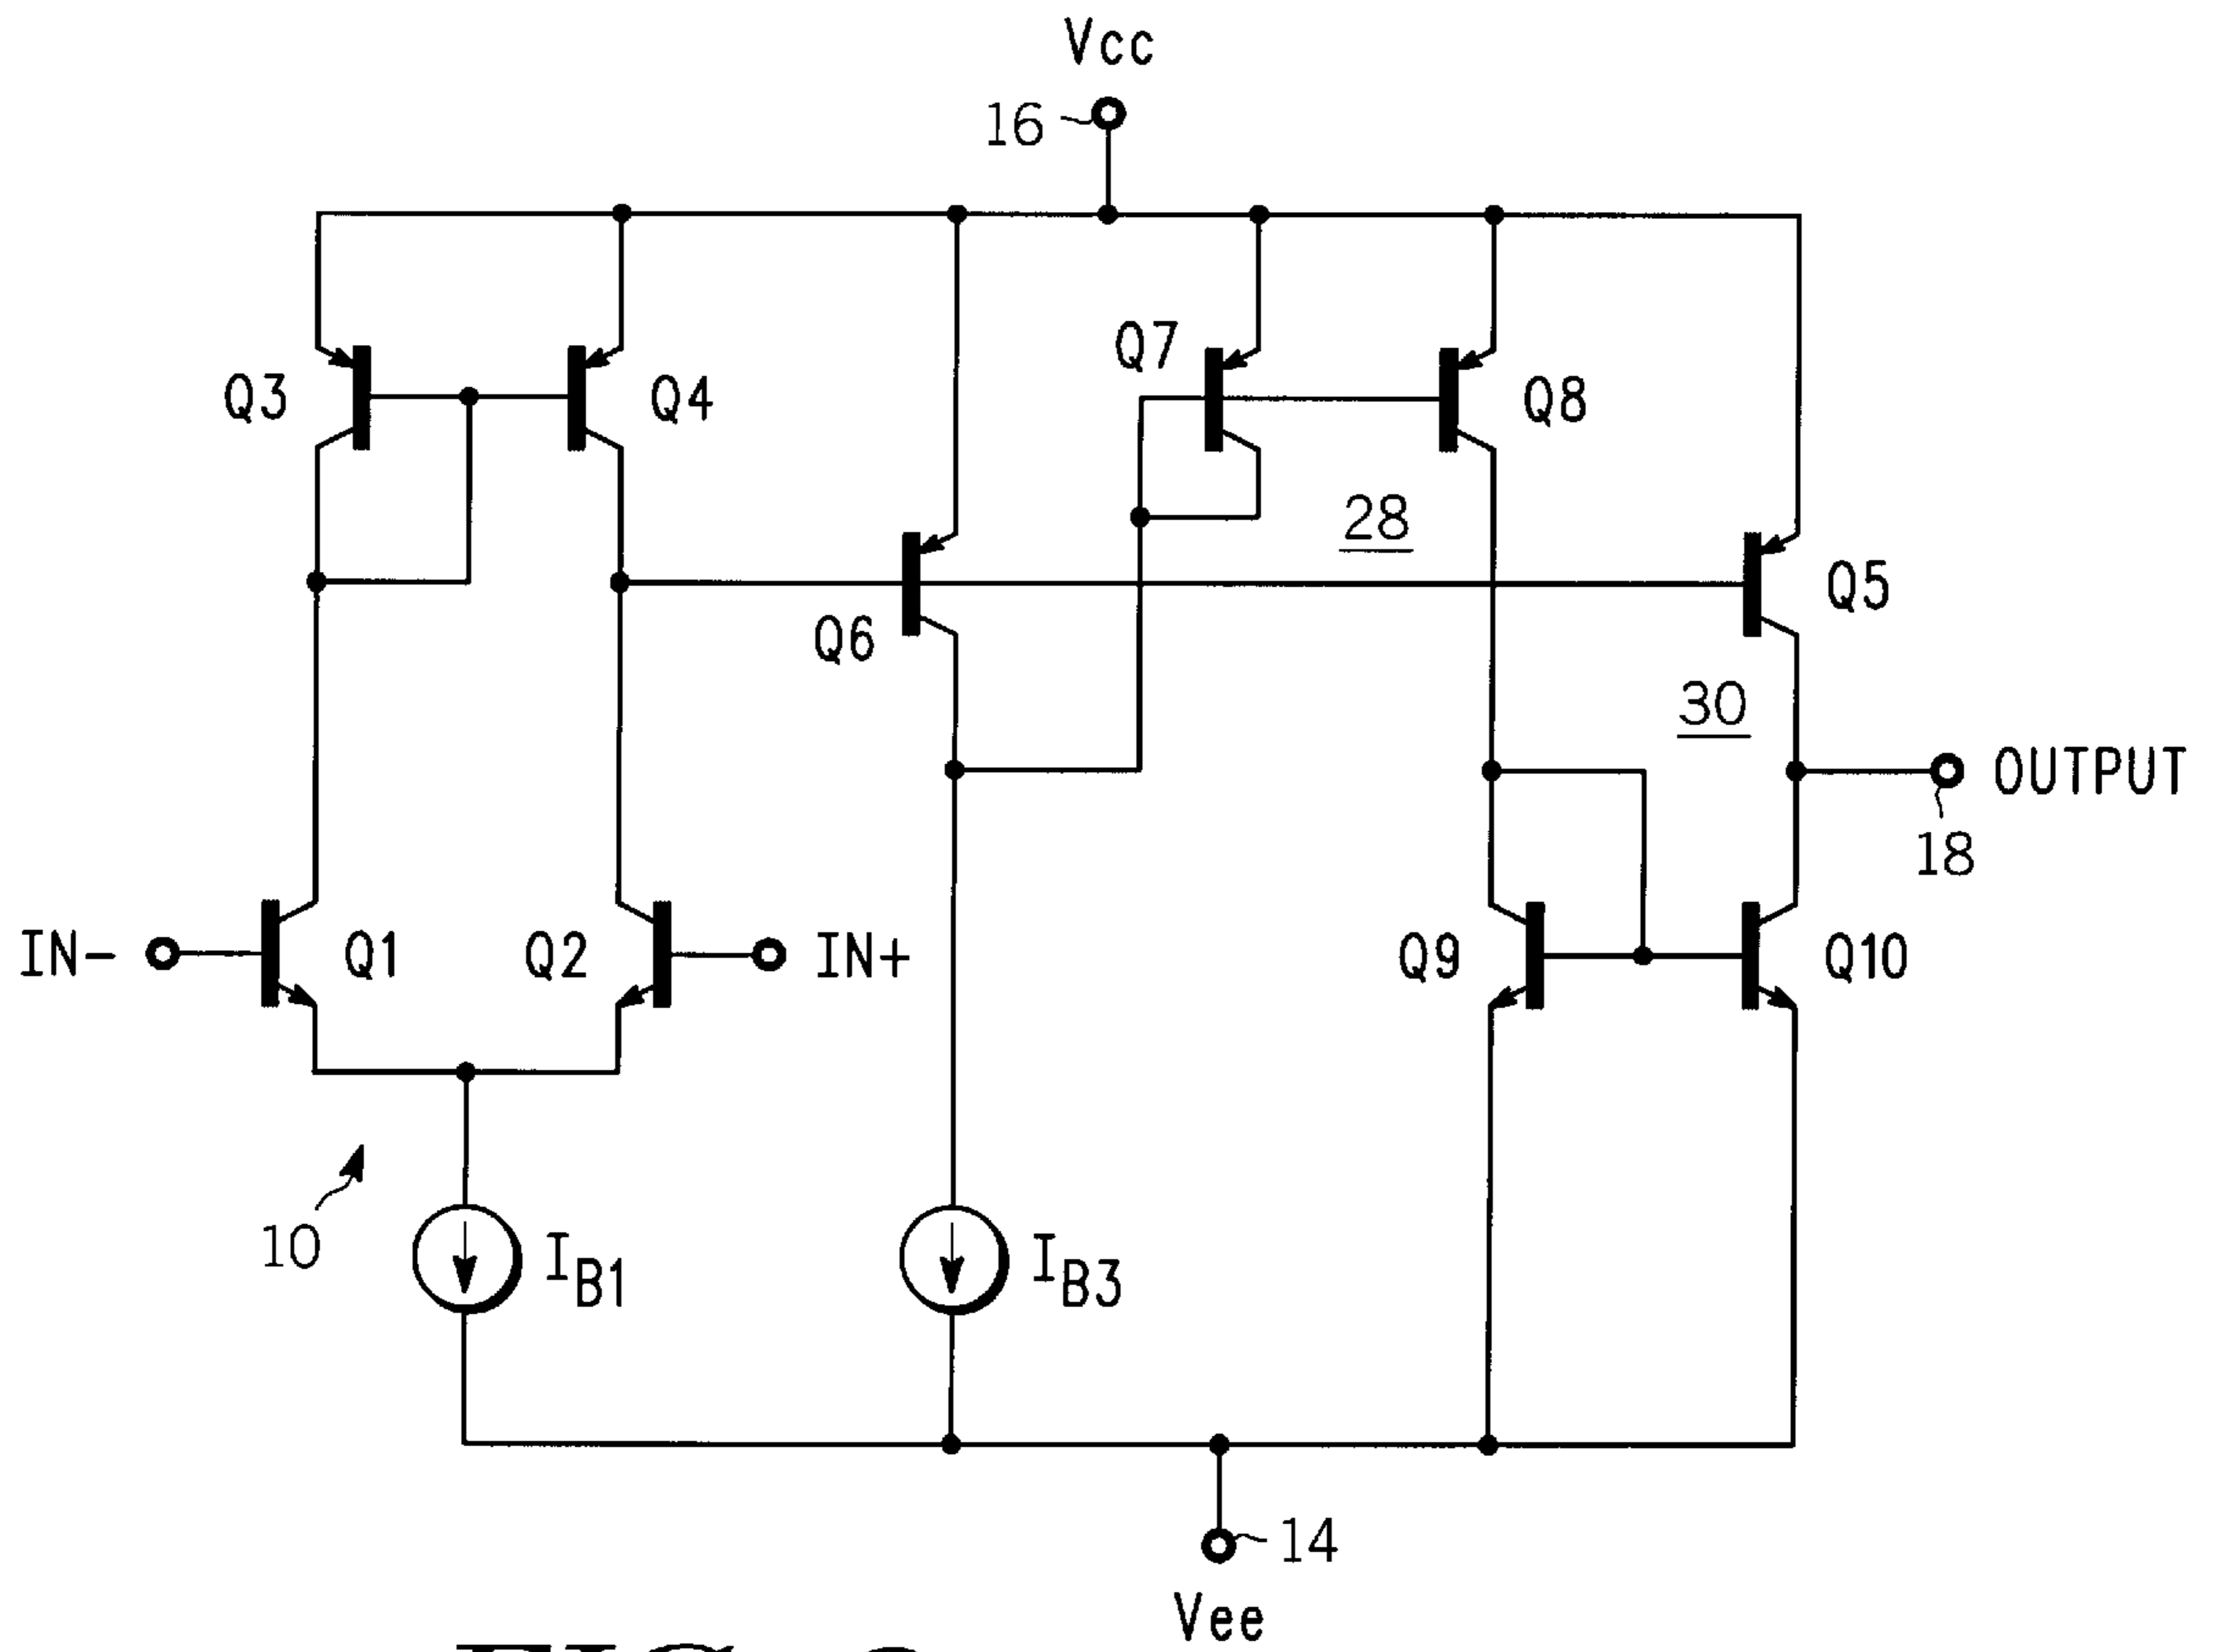 Vcc
16
Q3
Q4
Q7
Q8
28
Q6
Q5
30
OUTPUT
18
IN-
Q1
Q2
IN+
Q9
Q10
10
IB1
IB3
14
Vee